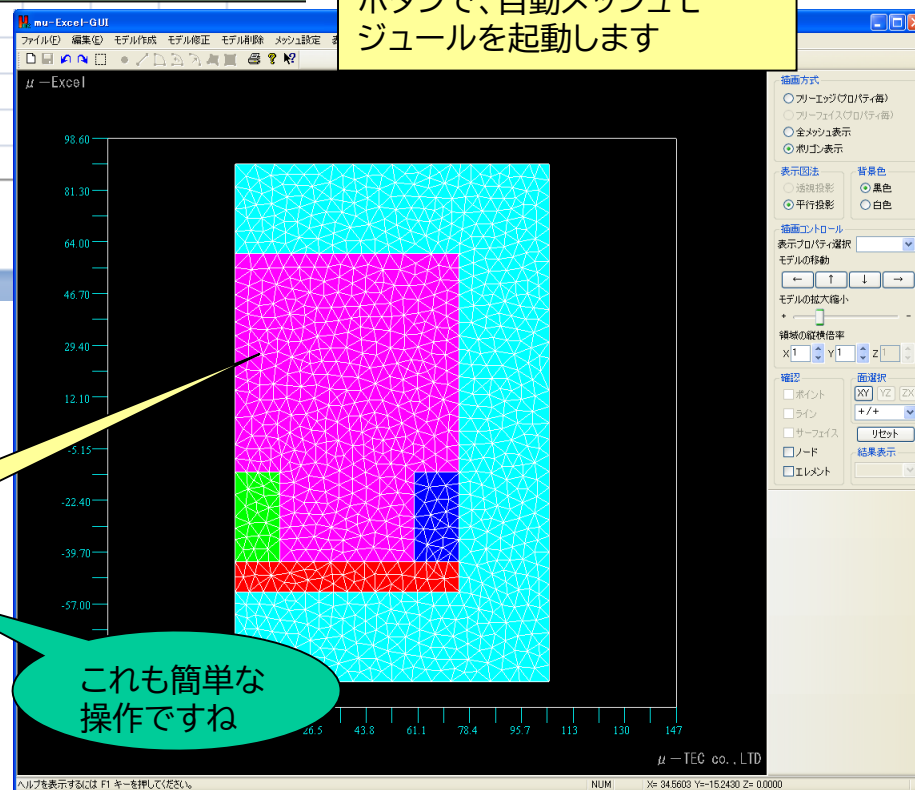 ボタンで、自動メッシュモ
ジュールを起動します
mu-Excel-GUI
ファイル(F) 編集(E) モデル作成 モデル修正 モデル削除 メッシュ設定
μ－Excel
98.60
81.30
64.00
46.70
29.40
12.10
-5.15
-22.40
-39.70
-57.00
26.5 43.8 61.1 78.4 95.7 113 130 147
μ－TEC co.,LTD
これも簡単な
操作ですね
描画方式
フリーエッジ(プロパティ毎)
フリーフェイス(プロパティ毎)
全メッシュ表示
ポリゴン表示
表示図法 背景色
透視投影 黒色
平行投影 白色
描画コントロール
表示プロパティ選択
モデルの移動
← ↑ ↓ →
モデルの拡大縮小
+ -
領域の縦横倍率
X 1 Y 1 Z 1
確認 面選択
ポイント XY YZ ZX
ライン +/+
サーフェイス リセット
ノード 結果表示
エレメント
ヘルプを表示するには F1 キーを押してください。 NUM X= 34.5603 Y=-15.2430 Z= 0.0000